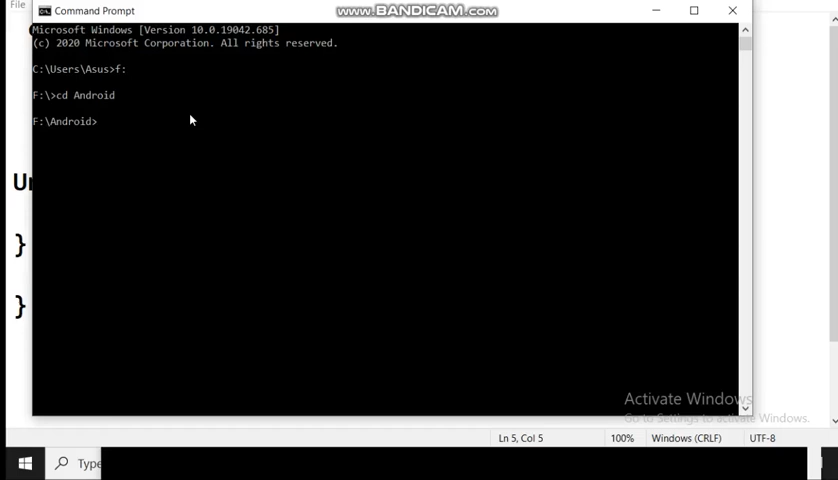 File
Command Prompt
www.BANDICAM.com
Microsoft Windows [Version 10.0.19042.685]
(c) 2020 Microsoft Corporation. All rights reserved.
C:\Users\Asus>f:
F:\>cd Android
F:\Android>
}
}
Activate Windows
Go to Settings to activate Windows.
Ln 5, Col 5
100%
Windows (CRLF)
UTF-8
Type